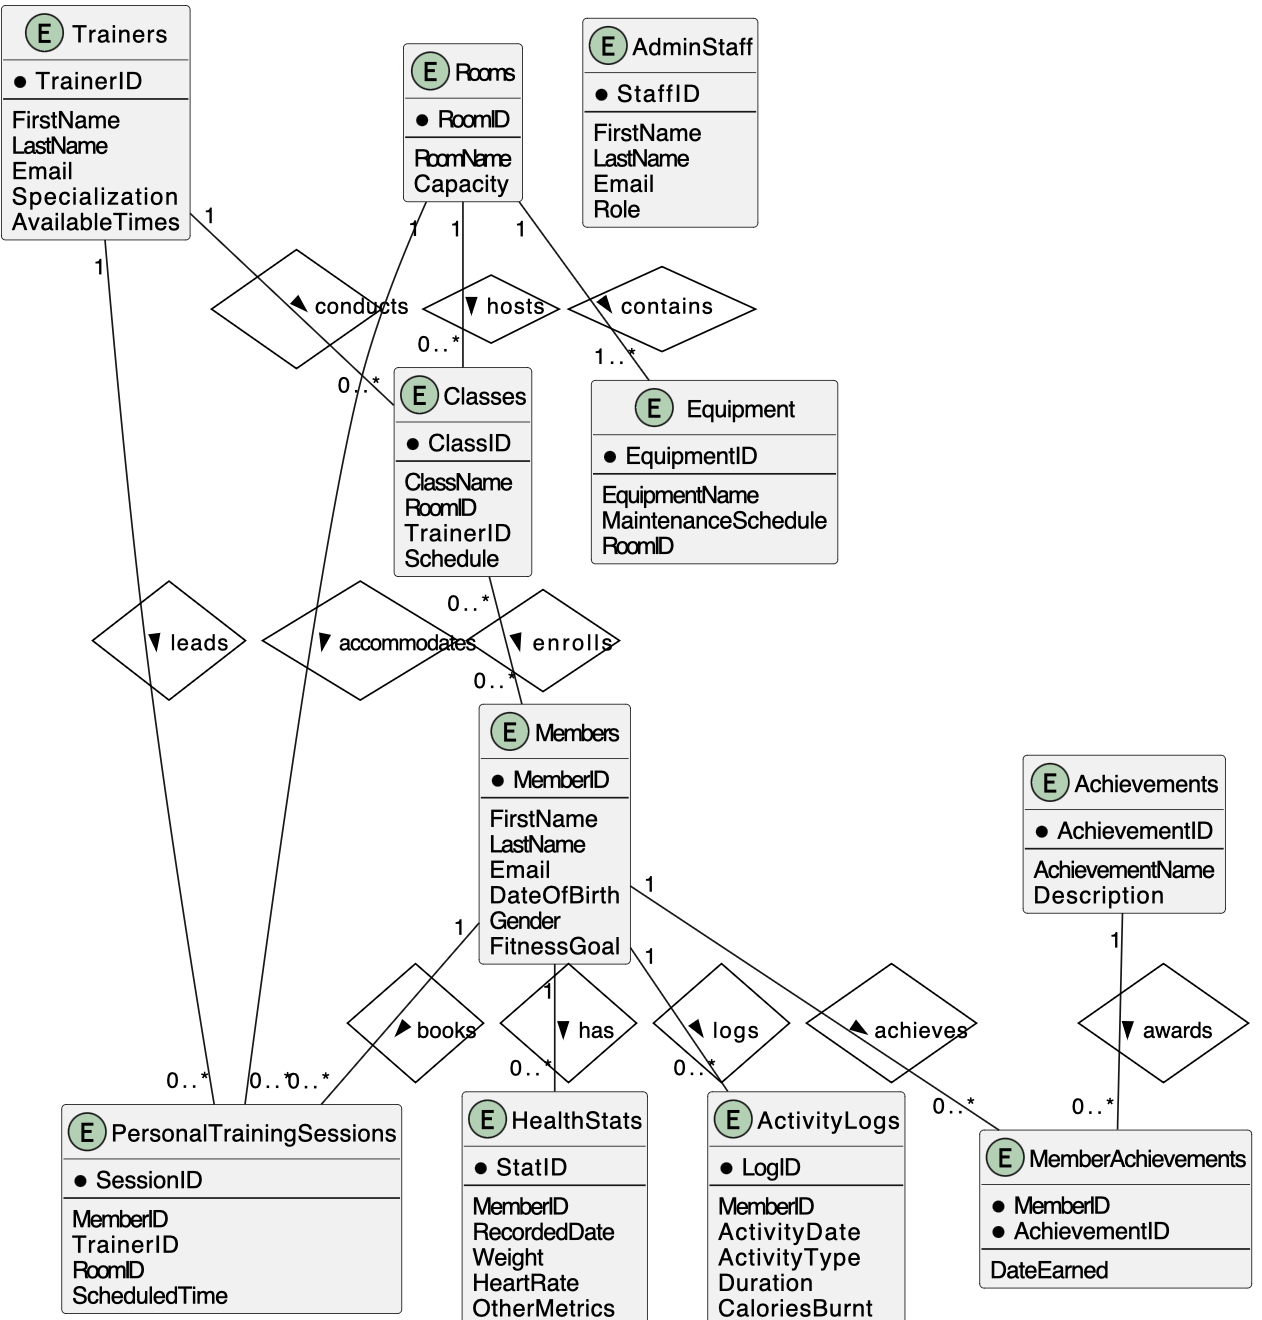 E Trainers
● TrainerID
FirstName
LastName
Email
Specialization
AvailableTimes
E Rooms
● RoomID
RoomName
Capacity
E AdminStaff
● StaffID
FirstName
LastName
Email
Role
1
1
1
1
1
conducts
hosts
contains
0..*
0..*
1..*
E Classes
● ClassID
ClassName
RoomID
TrainerID
Schedule
E Equipment
● EquipmentID
EquipmentName
MaintenanceSchedule
RoomID
0..*
leads
accommodates
enrolls
0..*
E Members
● MemberID
FirstName
LastName
Email
DateOfBirth
Gender
FitnessGoal
E Achievements
● AchievementID
AchievementName
Description
1
1
1
1
1
books
has
logs
achieves
awards
0..*
0..*
0..*
0..*
0..*
0..*
0..*
E PersonalTrainingSessions
● SessionID
MemberID
TrainerID
RoomID
ScheduledTime
E HealthStats
● StatID
MemberID
RecordedDate
Weight
HeartRate
OtherMetrics
E ActivityLogs
● LogID
MemberID
ActivityDate
ActivityType
Duration
CaloriesBurnt
E MemberAchievements
● MemberID
● AchievementID
DateEarned